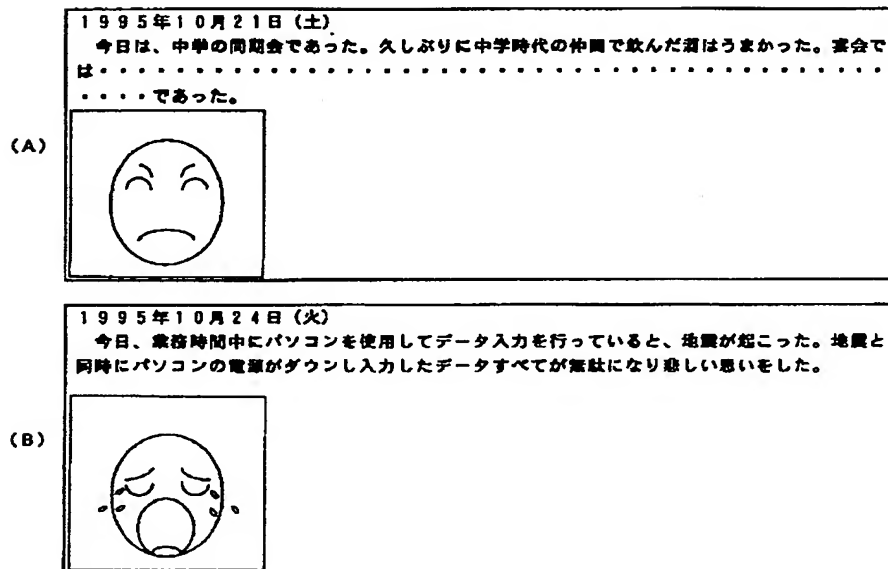 1995年10月21日(土)
今日は、中学の同期会であった。久しぶりに中学時代の仲間で飲んだ酒はうまかった。宴会で
は・・・・・・・・・・・・・・・・・・・・・・・・・・・・・・・・・・・・・・・・・・
・・・・であった。
(A)
1995年10月24日(火)
今日、業務時間中にパソコンを使用してデータ入力を行っていると、地震が起こった。地震と
同時にパソコンの電源がダウンし入力したデータすべてが無駄になり悲しい思いをした。
(B)